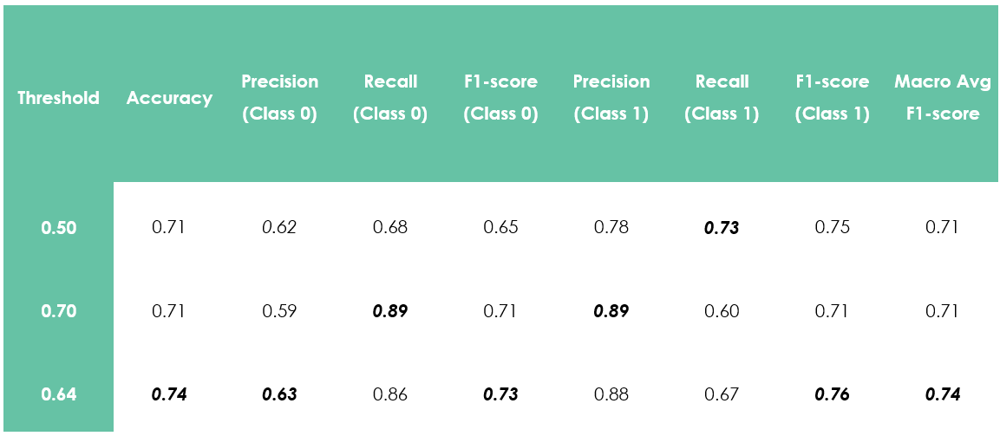 Threshold Accuracy Precision (Class 0) Recall (Class 0) F1-score (Class 0) Precision (Class 1) Recall (Class 1) F1-score (Class 1) Macro Avg F1-score
0.50 0.71 0.62 0.68 0.65 0.78 0.73 0.75 0.71
0.70 0.71 0.59 0.89 0.71 0.89 0.60 0.71 0.71
0.64 0.74 0.63 0.86 0.73 0.88 0.67 0.76 0.74